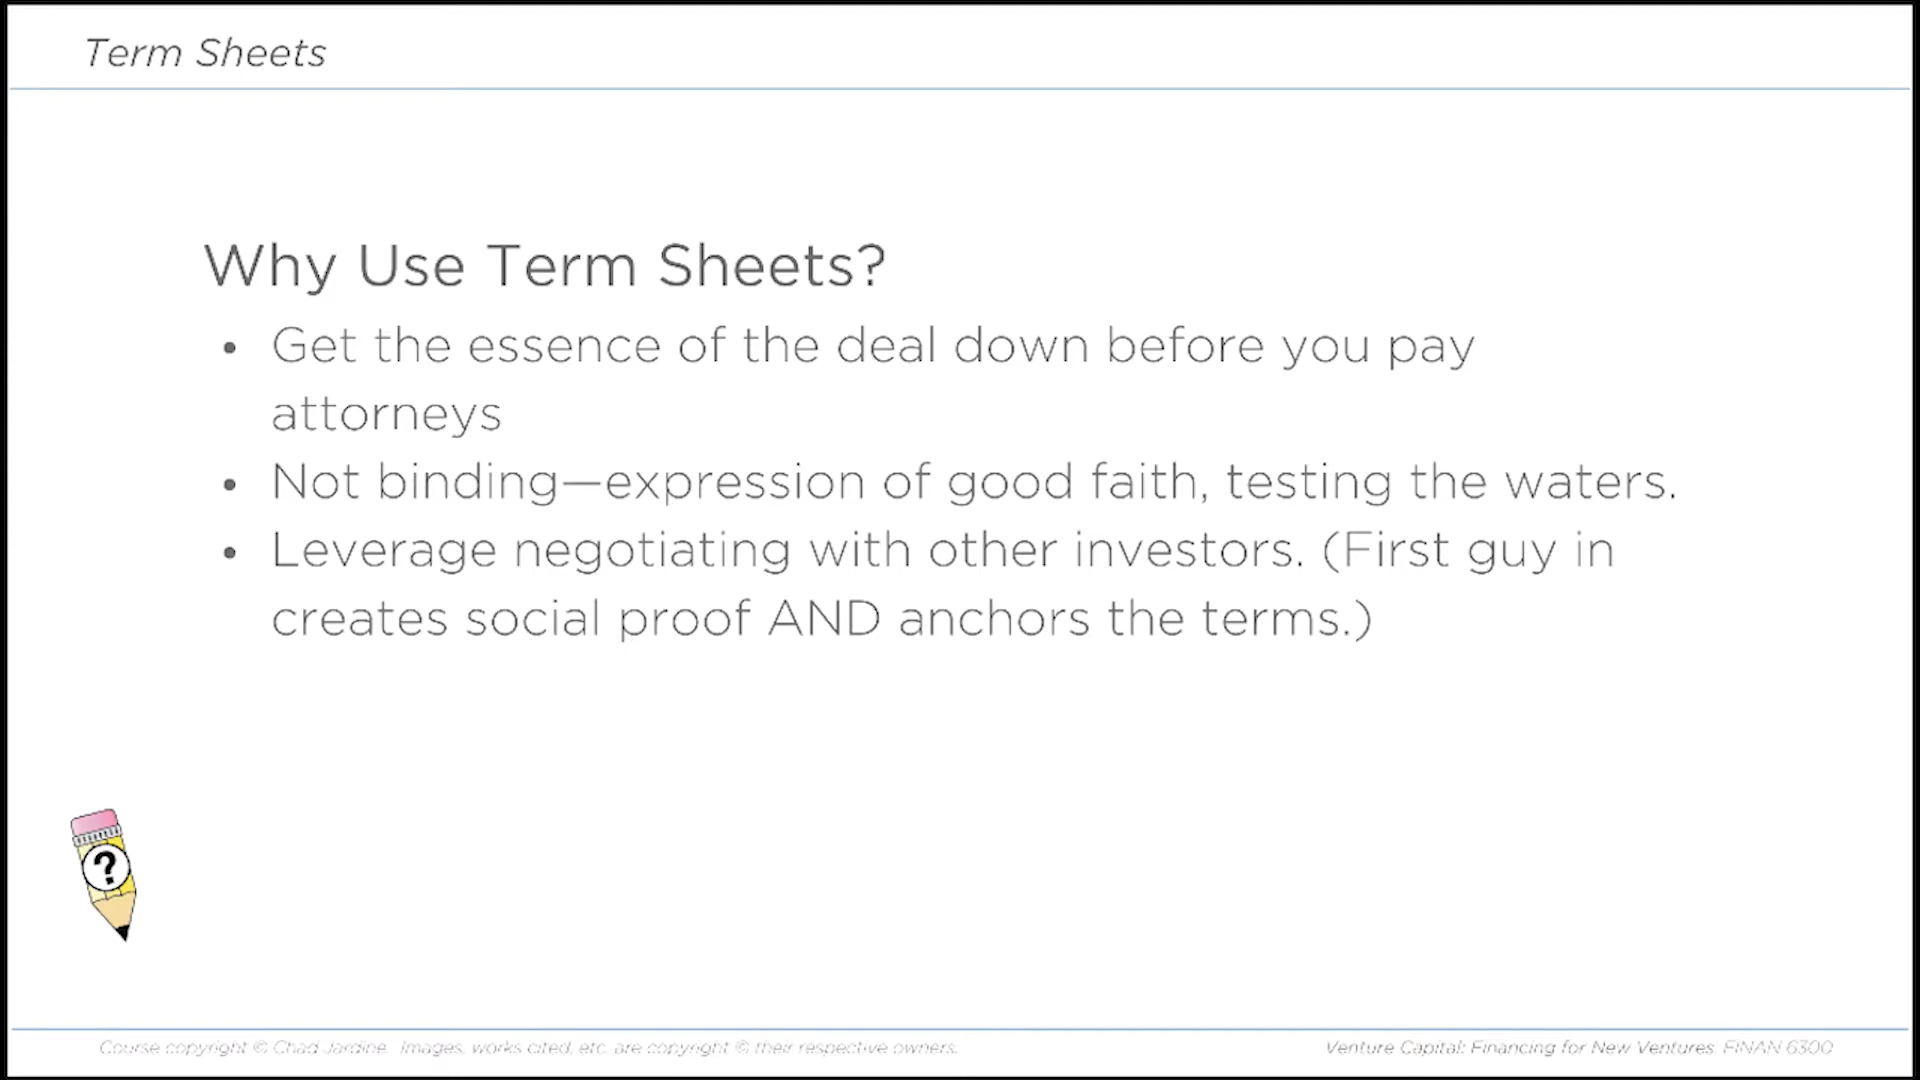 Term Sheets
Why Use Term Sheets?
• Get the essence of the deal down before you pay
attorneys
• Not binding—expression of good faith, testing the waters.
• Leverage negotiating with other investors. (First guy in
creates social proof AND anchors the terms.)
?
Course copyright © Chad Jardine. Images, works cited, etc. are copyright © their respective owners.
Venture Capital: Financing for New Ventures FINAN 6300